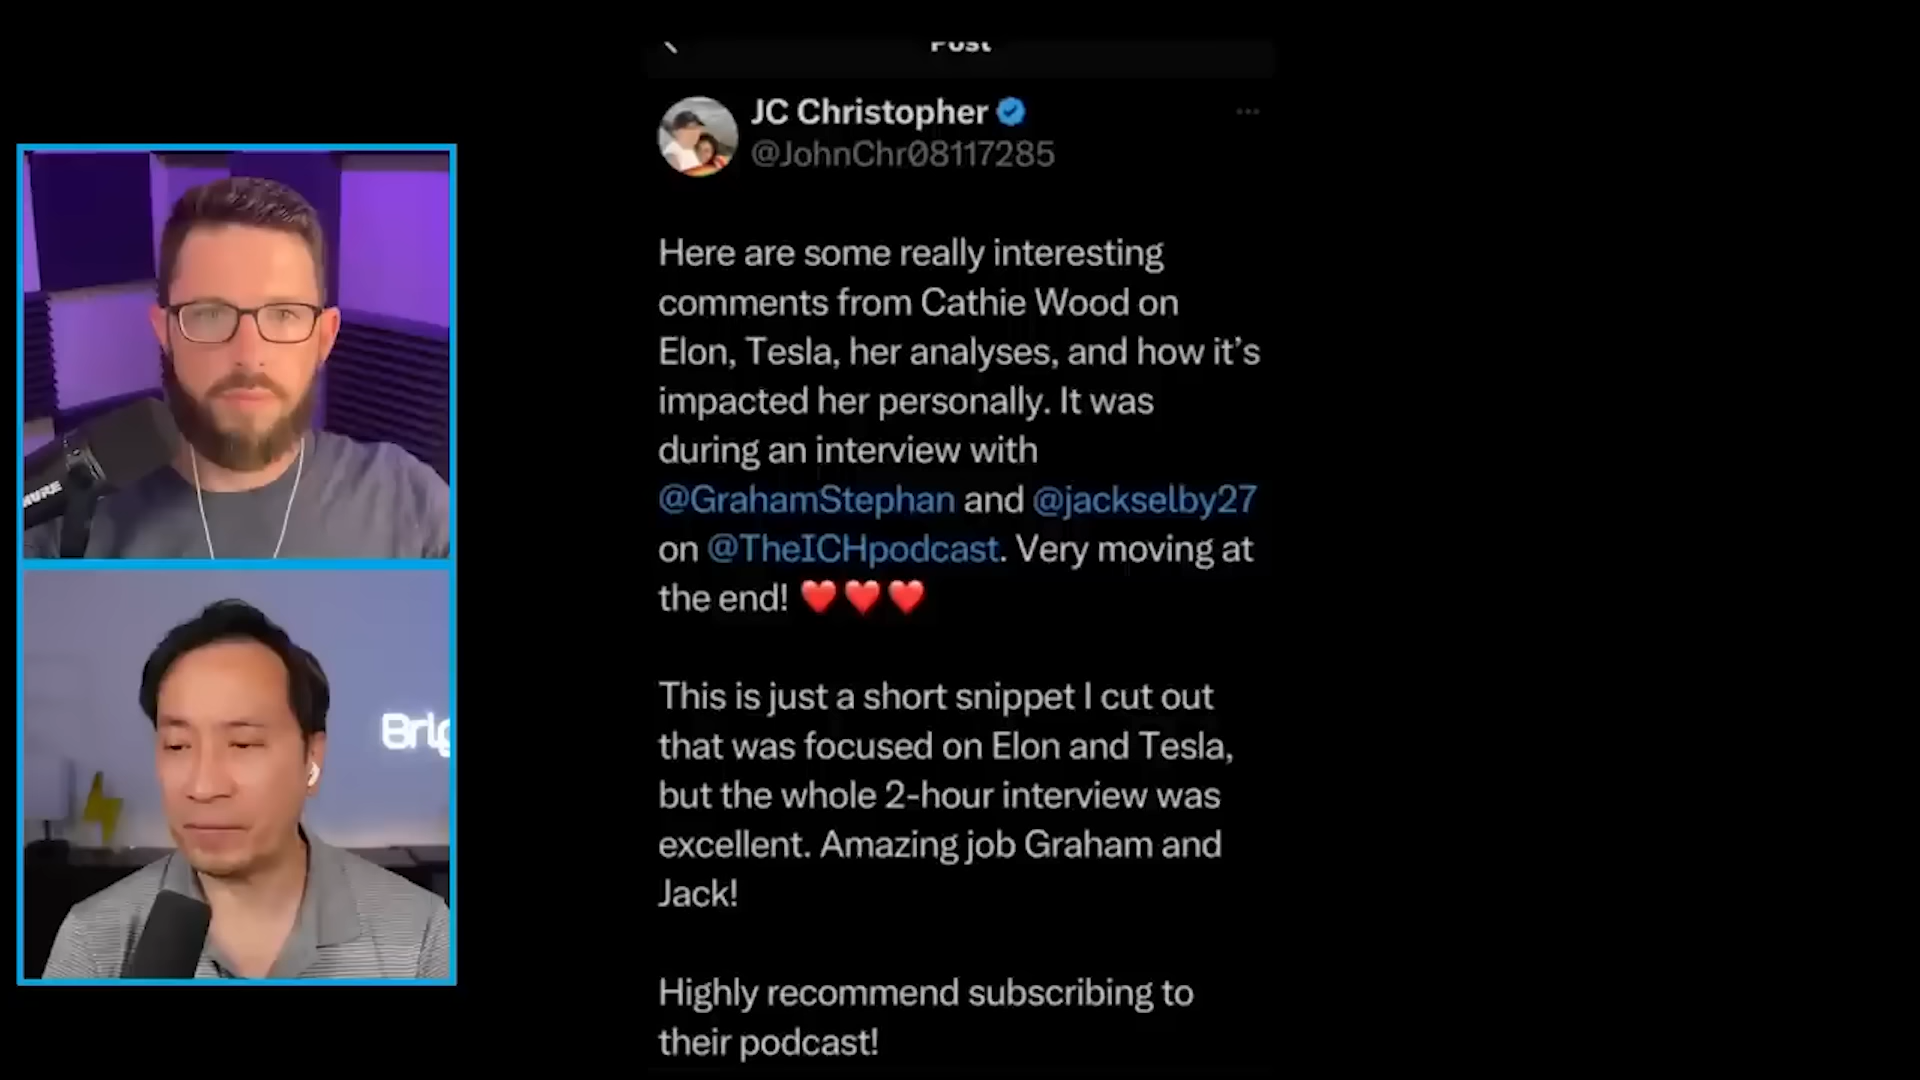 Post
JC Christopher
@JohnChr08117285
Here are some really interesting
comments from Cathie Wood on
Elon, Tesla, her analyses, and how it’s
impacted her personally. It was
during an interview with
@GrahamStephan and @jackselby27
on @TheICHpodcast. Very moving at
the end! ❤️❤️❤️
This is just a short snippet I cut out
that was focused on Elon and Tesla,
but the whole 2-hour interview was
excellent. Amazing job Graham and
Jack!
Highly recommend subscribing to
their podcast!
URE
Brig